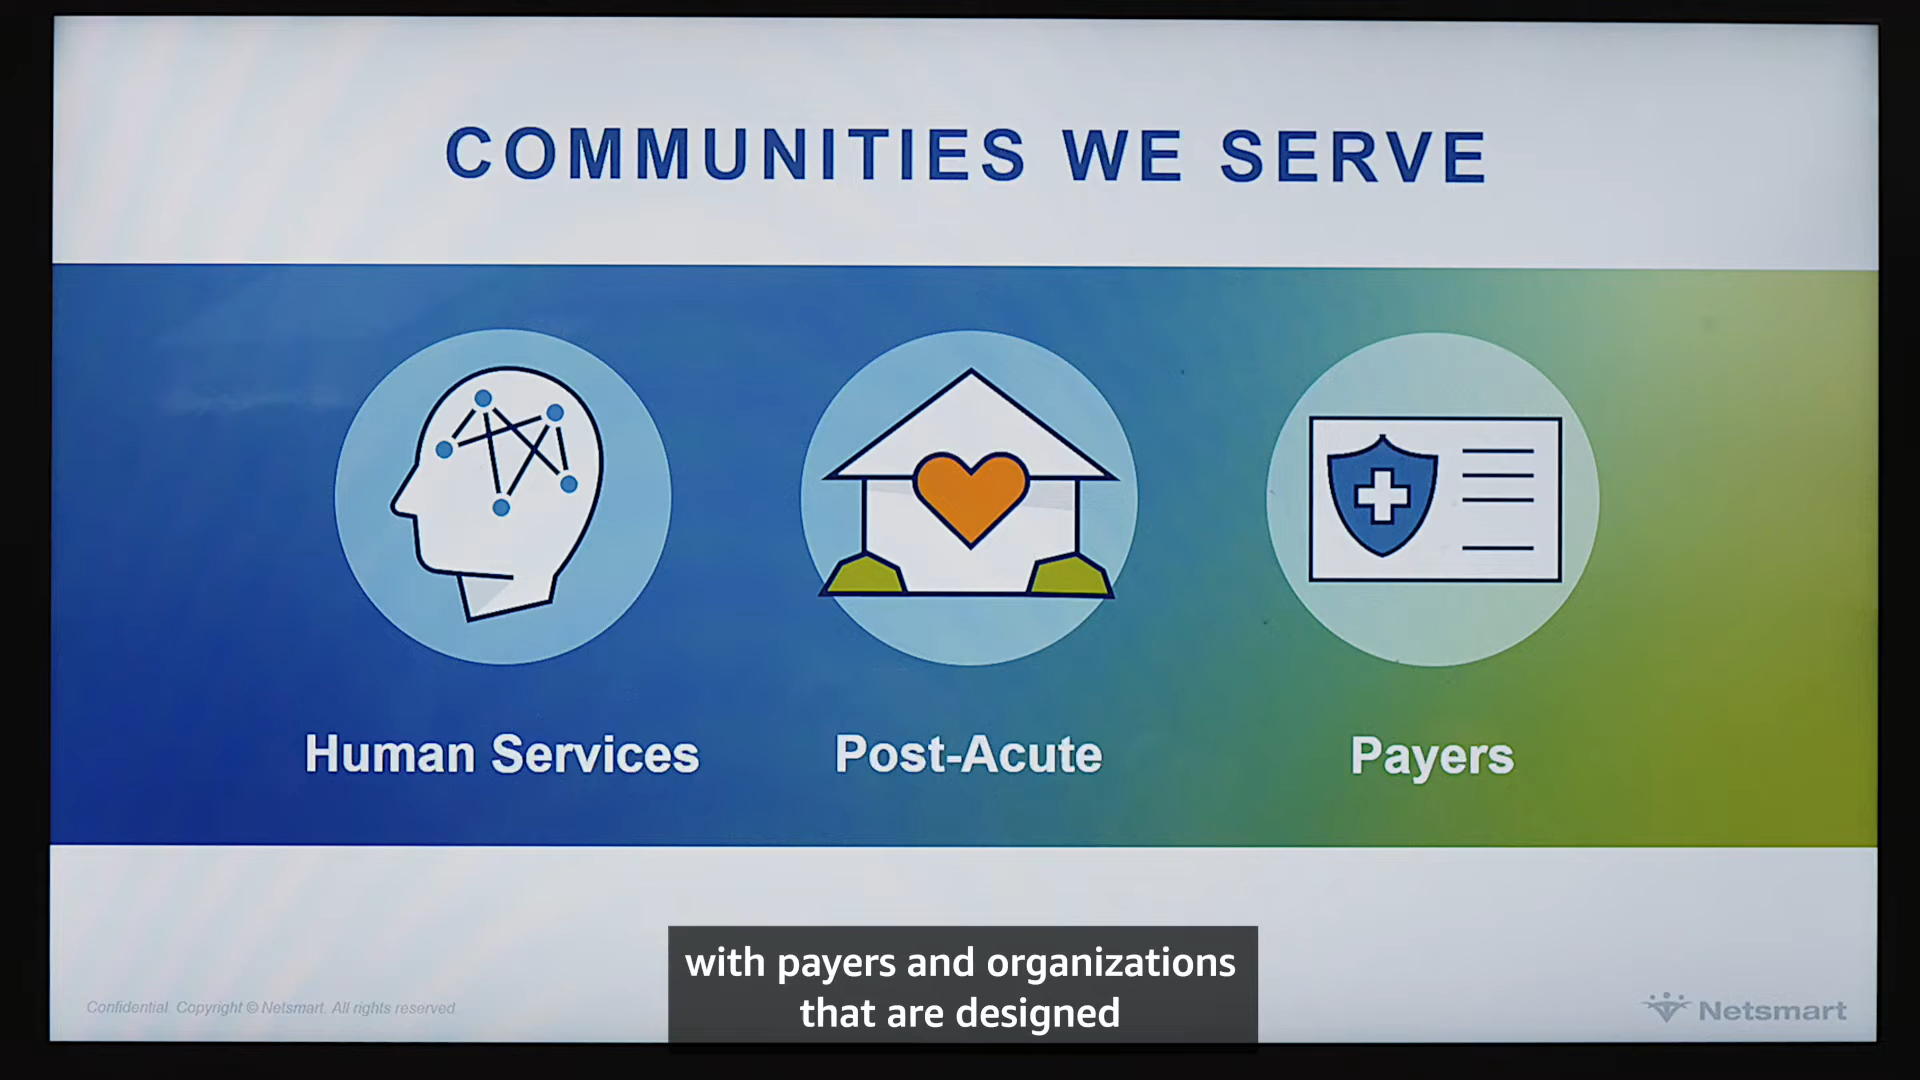 COMMUNITIES WE SERVE
Human Services
Post-Acute
Payers
with payers and organizations
that are designed
Confidential. Copyright © Netsmart. All rights reserved.
Netsmart